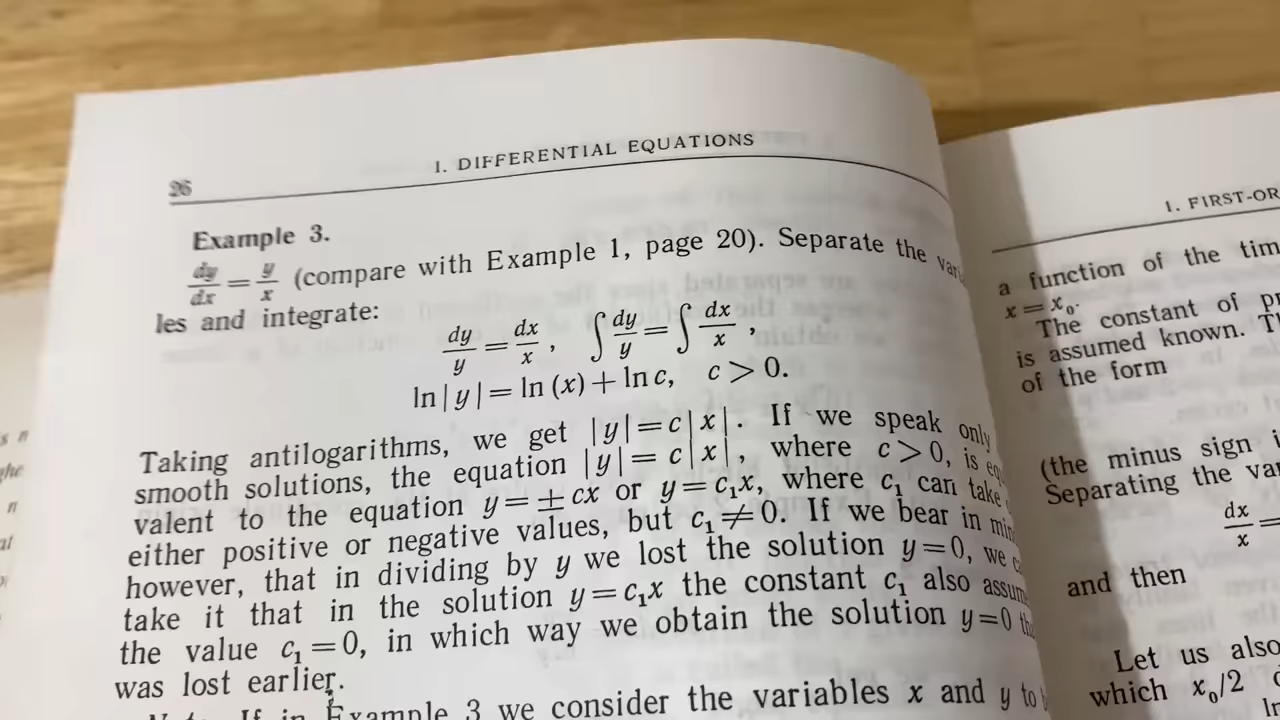 26
I. DIFFERENTIAL EQUATIONS
Example 3.
dy/dx = y/x (compare with Example 1, page 20). Separate the
les and integrate:
dy/y = dx/x, ∫ dy/y = ∫ dx/x,
ln|y| = ln (x) + ln c, c > 0.
Taking antilogarithms, we get |y| = c|x|. If we speak only
smooth solutions, the equation |y| = c|x|, where c > 0, is
valent to the equation y = ± cx or y = c₁x, where c₁ can take
either positive or negative values, but c₁ ≠ 0. If we bear in
however, that in dividing by y we lost the solution y = 0, we
take it that in the solution y = c₁x the constant c₁ also
the value c₁ = 0, in which way we obtain the solution y = 0
was lost earlier.
If in Example 3 we consider the variables x and y to
1. FIRST-OR
a function of the tim
x = x₀.
The constant of pr
is assumed known.
of the form
(the minus sign
Separating the
dx/x =
and then
Let us also
which x₀/2